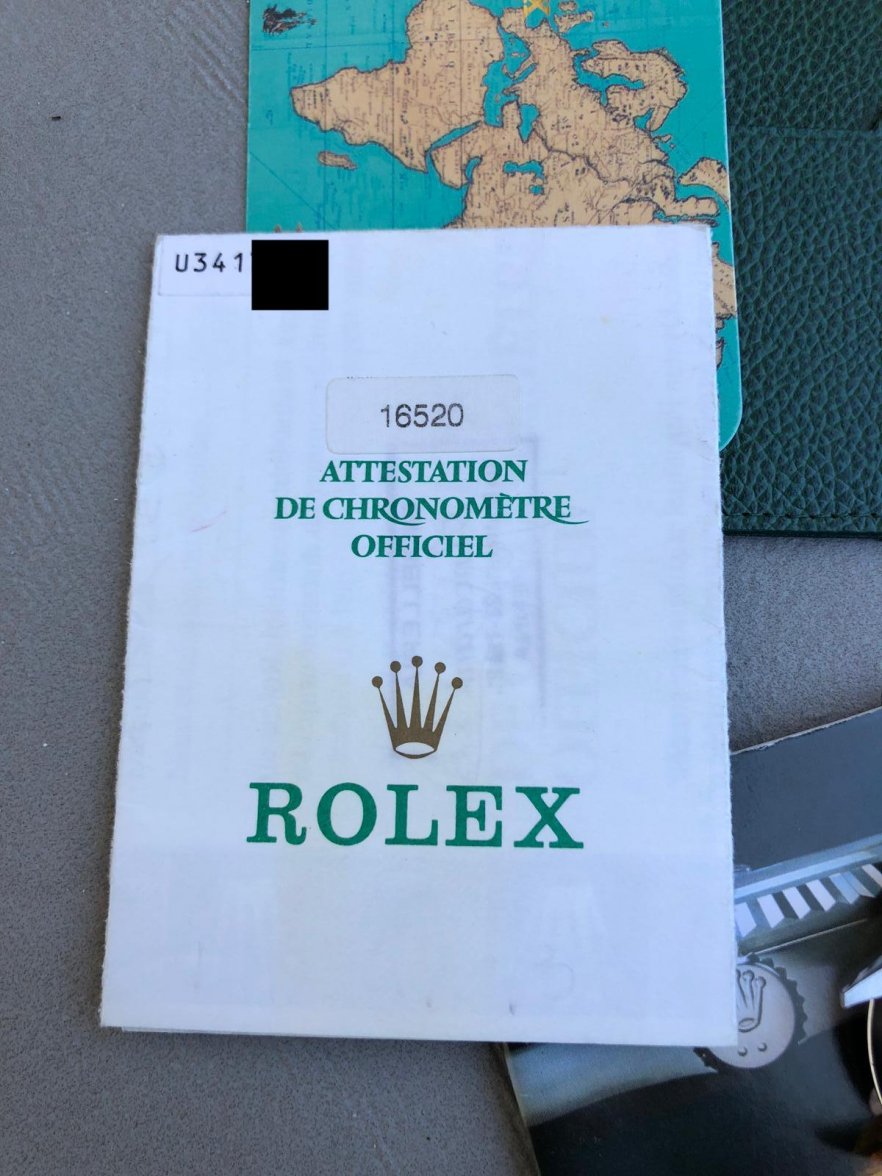 U341
16520
ATTESTATION
DE CHRONOMÈTRE
OFFICIEL
ROLEX